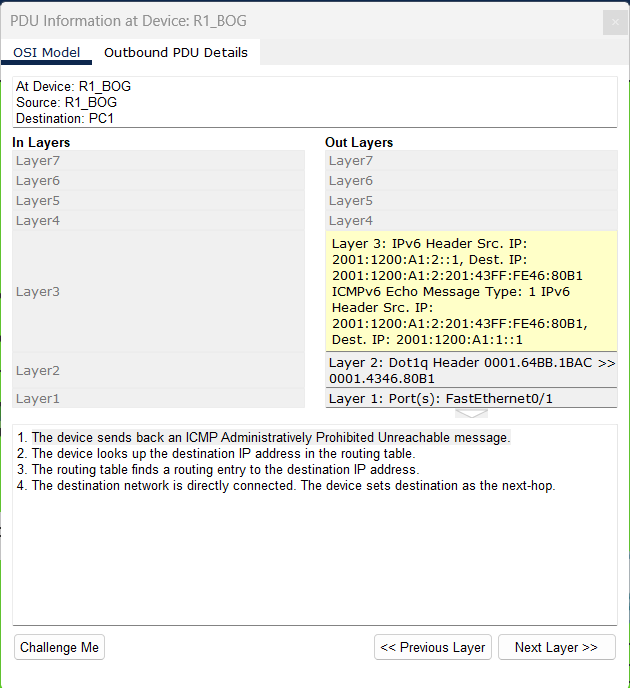 PDU Information at Device: R1_BOG
OSI Model
Outbound PDU Details
At Device: R1_BOG
Source: R1_BOG
Destination: PC1
In Layers
Layer7
Layer6
Layer5
Layer4
Layer3
Layer2
Layer1
Out Layers
Layer7
Layer6
Layer5
Layer4
Layer 3: IPv6 Header Src. IP:
2001:1200:A1:2::1, Dest. IP:
2001:1200:A1:2:201:43FF:FE46:80B1
ICMPv6 Echo Message Type: 1 IPv6
Header Src. IP:
2001:1200:A1:2:201:43FF:FE46:80B1,
Dest. IP: 2001:1200:A1:1::1
Layer 2: Dot1q Header 0001.64BB.1BAC >>
0001.4346.80B1
Layer 1: Port(s): FastEthernet0/1
1. The device sends back an ICMP Administratively Prohibited Unreachable message.
2. The device looks up the destination IP address in the routing table.
3. The routing table finds a routing entry to the destination IP address.
4. The destination network is directly connected. The device sets destination as the next-hop.
Challenge Me
<< Previous Layer
Next Layer >>